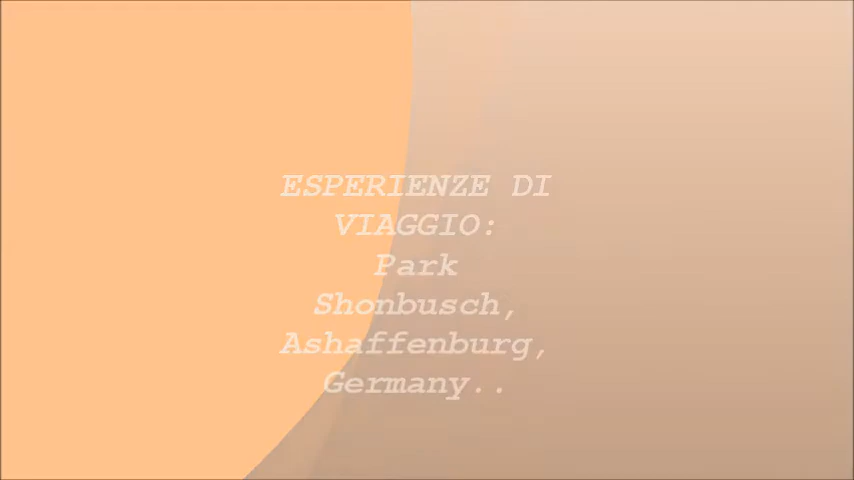 ESPERIENZE DI
VIAGGIO:
Park
Shonbusch,
Ashaffenburg,
Germany..